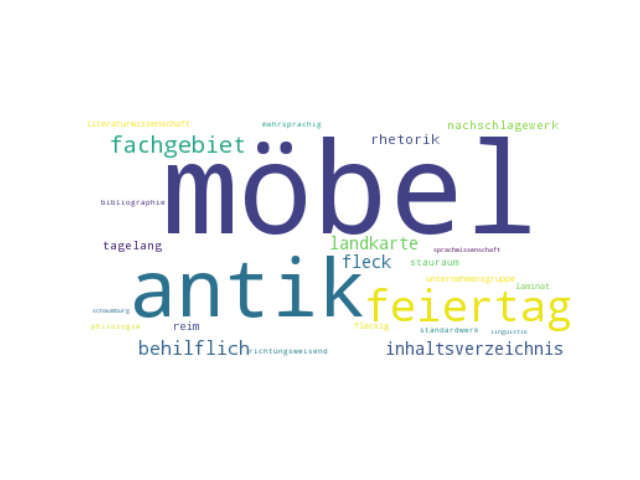 literaturwissenschaft mehrsprachig nachschlagewerk
fachgebiet rhetorik
möbel
bibliographie
tagelang landkarte sprachwissenschaft
fleck stauraum
antik unternehmensgruppe
feiertag laminat
schaumburg
philologie reim fleckig standardwerk linguistik
behilflich richtungsweisend inhaltsverzeichnis